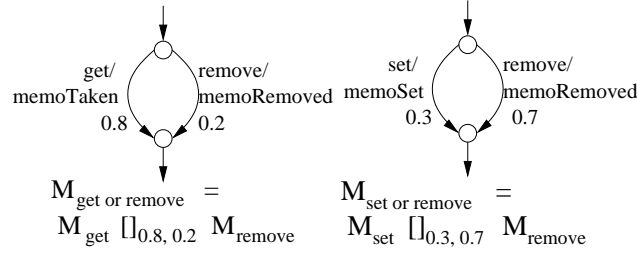 get/
memoTaken
0.8
remove/
memoRemoved
0.2
M_get or remove =
M_get []_0.8, 0.2 M_remove
set/
memoSet
0.3
remove/
memoRemoved
0.7
M_set or remove =
M_set []_0.3, 0.7 M_remove